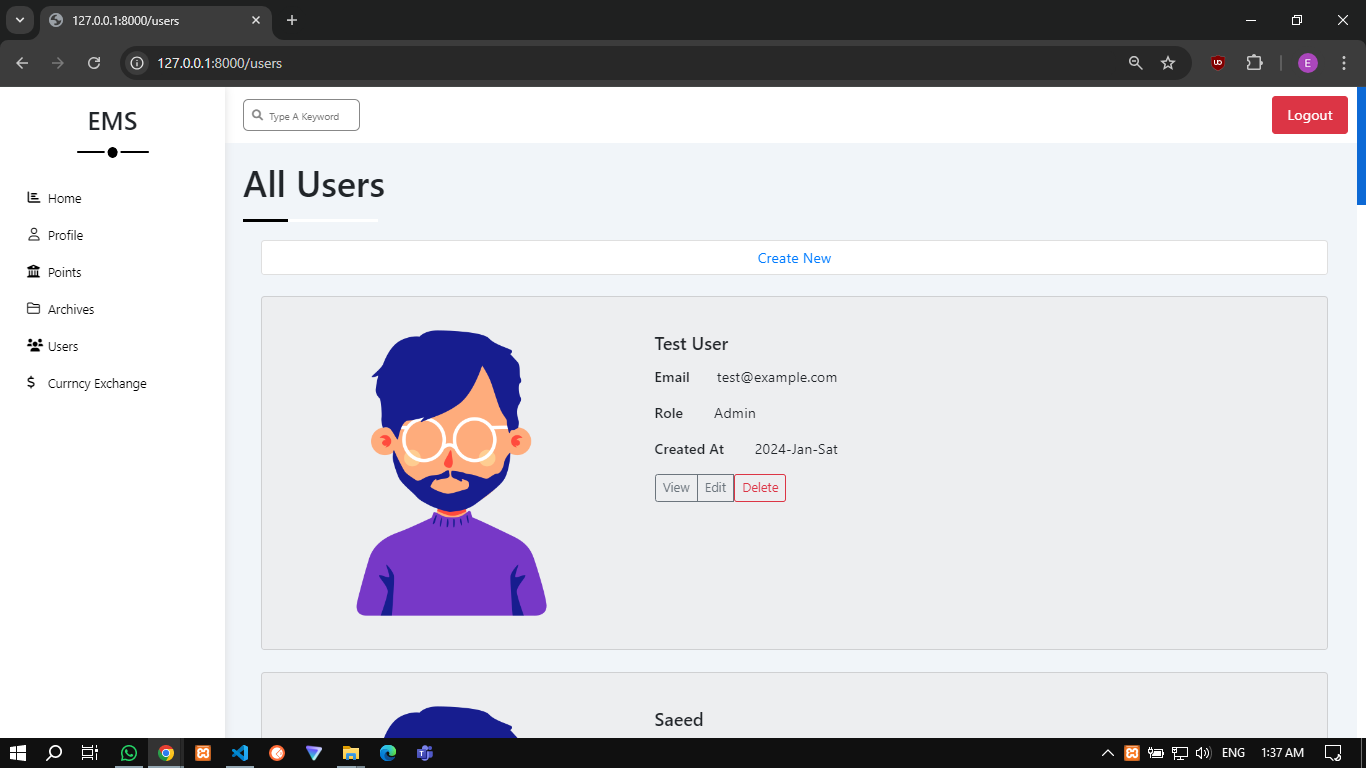 127.0.0.1:8000/users
127.0.0.1:8000/users
E
EMS
Type A Keyword
Logout
Home
Profile
Points
Archives
Users
Currncy Exchange
All Users
Create New
Test User
Email test@example.com
Role Admin
Created At 2024-Jan-Sat
View Edit Delete
Saeed
ENG 1:37 AM